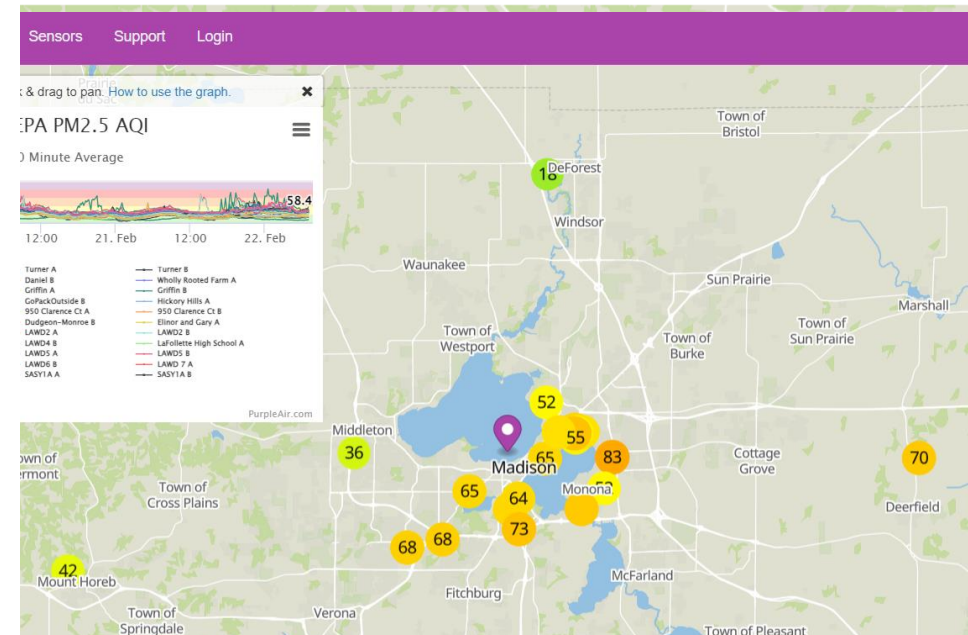 Sensors Support Login
& drag to pan. How to use the graph. ✖
EPA PM2.5 AQI
0 Minute Average
58.4
12:00 21. Feb 12:00 22. Feb
Turner A Turner B
Daniel B Wholly Rooted Farm A
Griffin A Griffin B
GoPackOutside B Hickory Hills A
950 Clarence Ct A 950 Clarence Ct B
Dudgeon-Monroe B Elinor and Gary A
LAWD2 A LAWD2 B
LAWD4 B LaFollette High School A
LAWD5 A LAWD5 B
LAWD6 B LAWD 7 A
SASY1A A SASY1A B
PurpleAir.com
Town of
Bristol
18
DeForest
Windsor
Waunakee
Sun Prairie
Marshall
Town of
Westport
Town of
Burke
Town of
Sun Prairie
52
Middleton
36
55
65
Madison
83
Cottage
Grove
70
Town of
Cross Plains
65
64
Monona
Deerfield
73
68
68
42
Mount Horeb
McFarland
Fitchburg
Town of
Springdale
Verona
Town of Pleasant